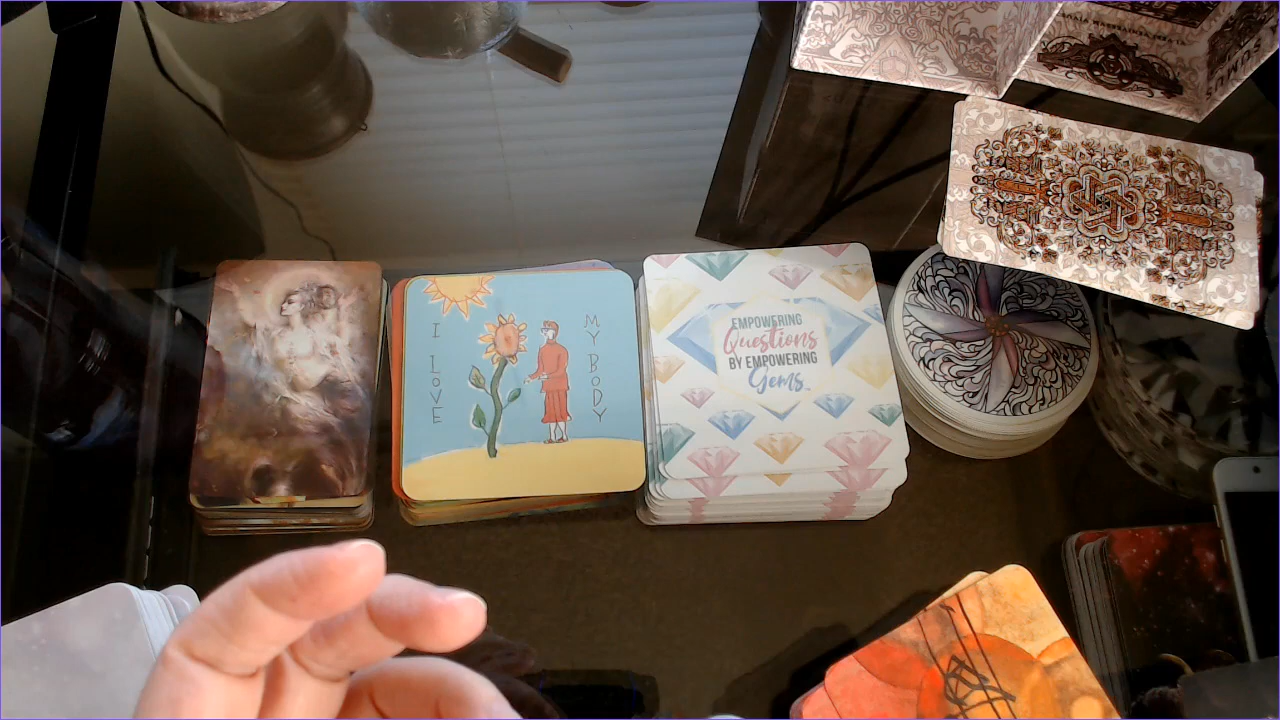 I LOVE
MY BODY
EMPOWERING
Questions
BY EMPOWERING
Gems